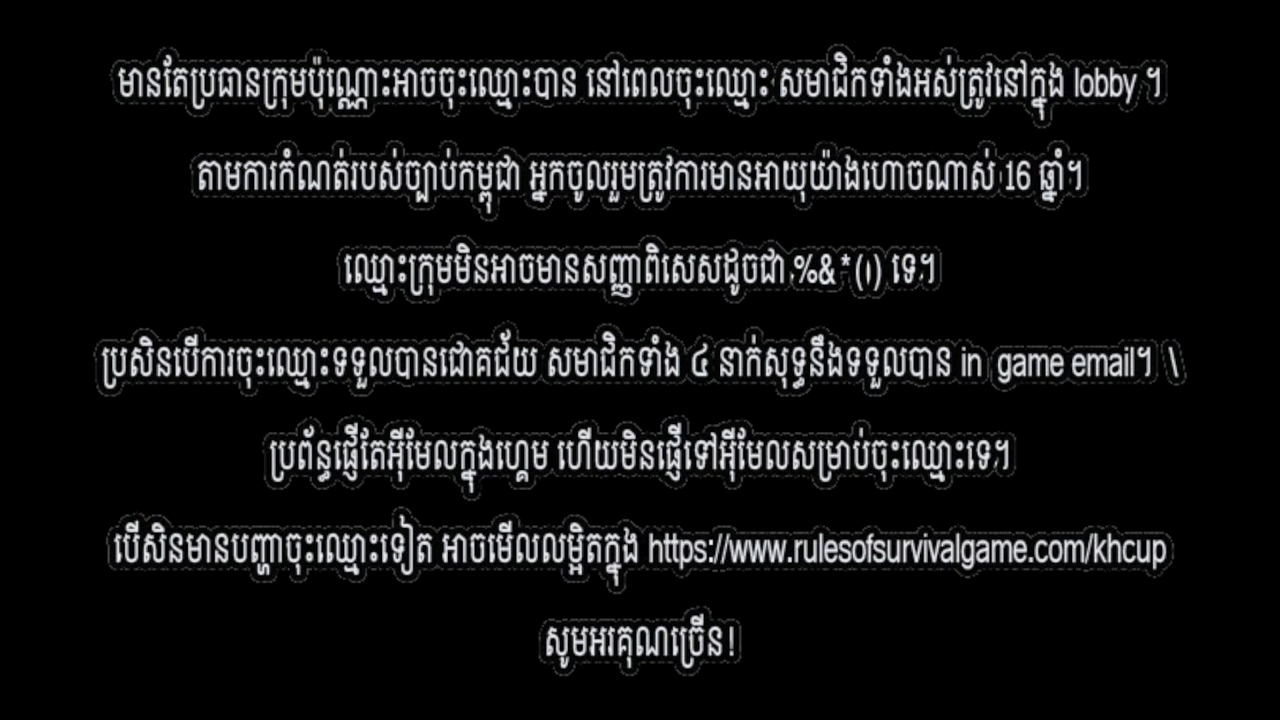 មានតែប្រធានក្រុមប៉ុណ្ណោះអាចចុះឈ្មោះបាន នៅពេលចុះឈ្មោះ សមាជិកទាំងអស់ត្រូវនៅក្នុង lobby ។
តាមការកំណត់របស់ច្បាប់កម្ពុជា អ្នកចូលរួមត្រូវការមានអាយុយ៉ាងហោចណាស់ 16 ឆ្នាំ។
ឈ្មោះក្រុមមិនអាចមានសញ្ញាពិសេសដូចជា %&*(١) ទេ។
ប្រសិនបើការចុះឈ្មោះទទួលបានជោគជ័យ សមាជិកទាំង ៤ នាក់សុទ្ធនឹងទទួលបាន in game email។ \
ប្រព័ន្ធផ្ញើតែអ៊ីមែលក្នុងហ្គេម ហើយមិនផ្ញើទៅអ៊ីមែលសម្រាប់ចុះឈ្មោះទេ។
បើសិនមានបញ្ហាចុះឈ្មោះទៀត អាចមើលលម្អិតក្នុង https://www.rulesofsurvivalgame.com/khcup
សូមអរគុណច្រើន!